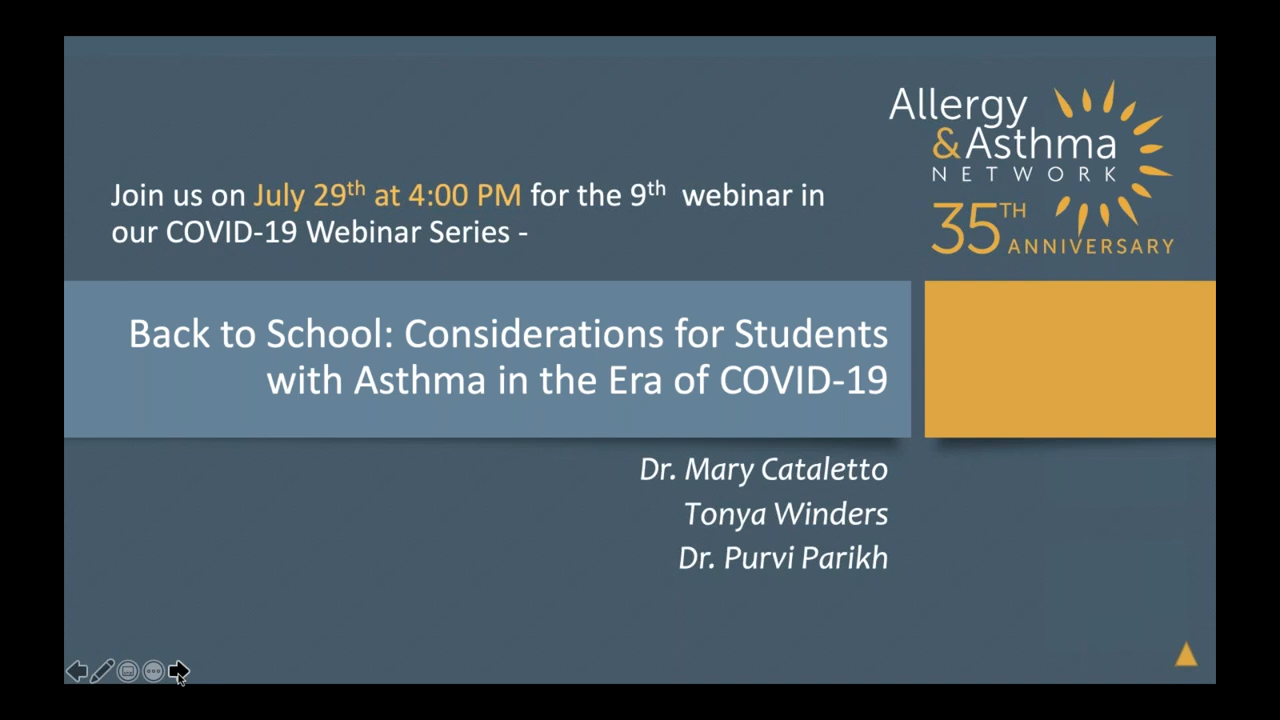 Allergy
&Asthma
NETWORK
35TH ANNIVERSARY
Join us on July 29th at 4:00 PM for the 9th webinar in
our COVID-19 Webinar Series -
Back to School: Considerations for Students
with Asthma in the Era of COVID-19
Dr. Mary Cataletto
Tonya Winders
Dr. Purvi Parikh